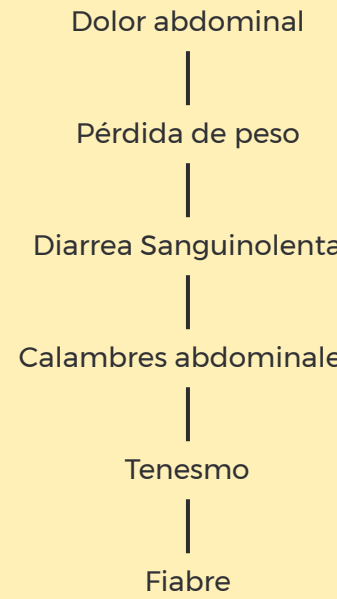 Dolor abdominal
Pérdida de peso
Diarrea Sanguinolenta
Calambres abdominale
Tenesmo
Fiabre